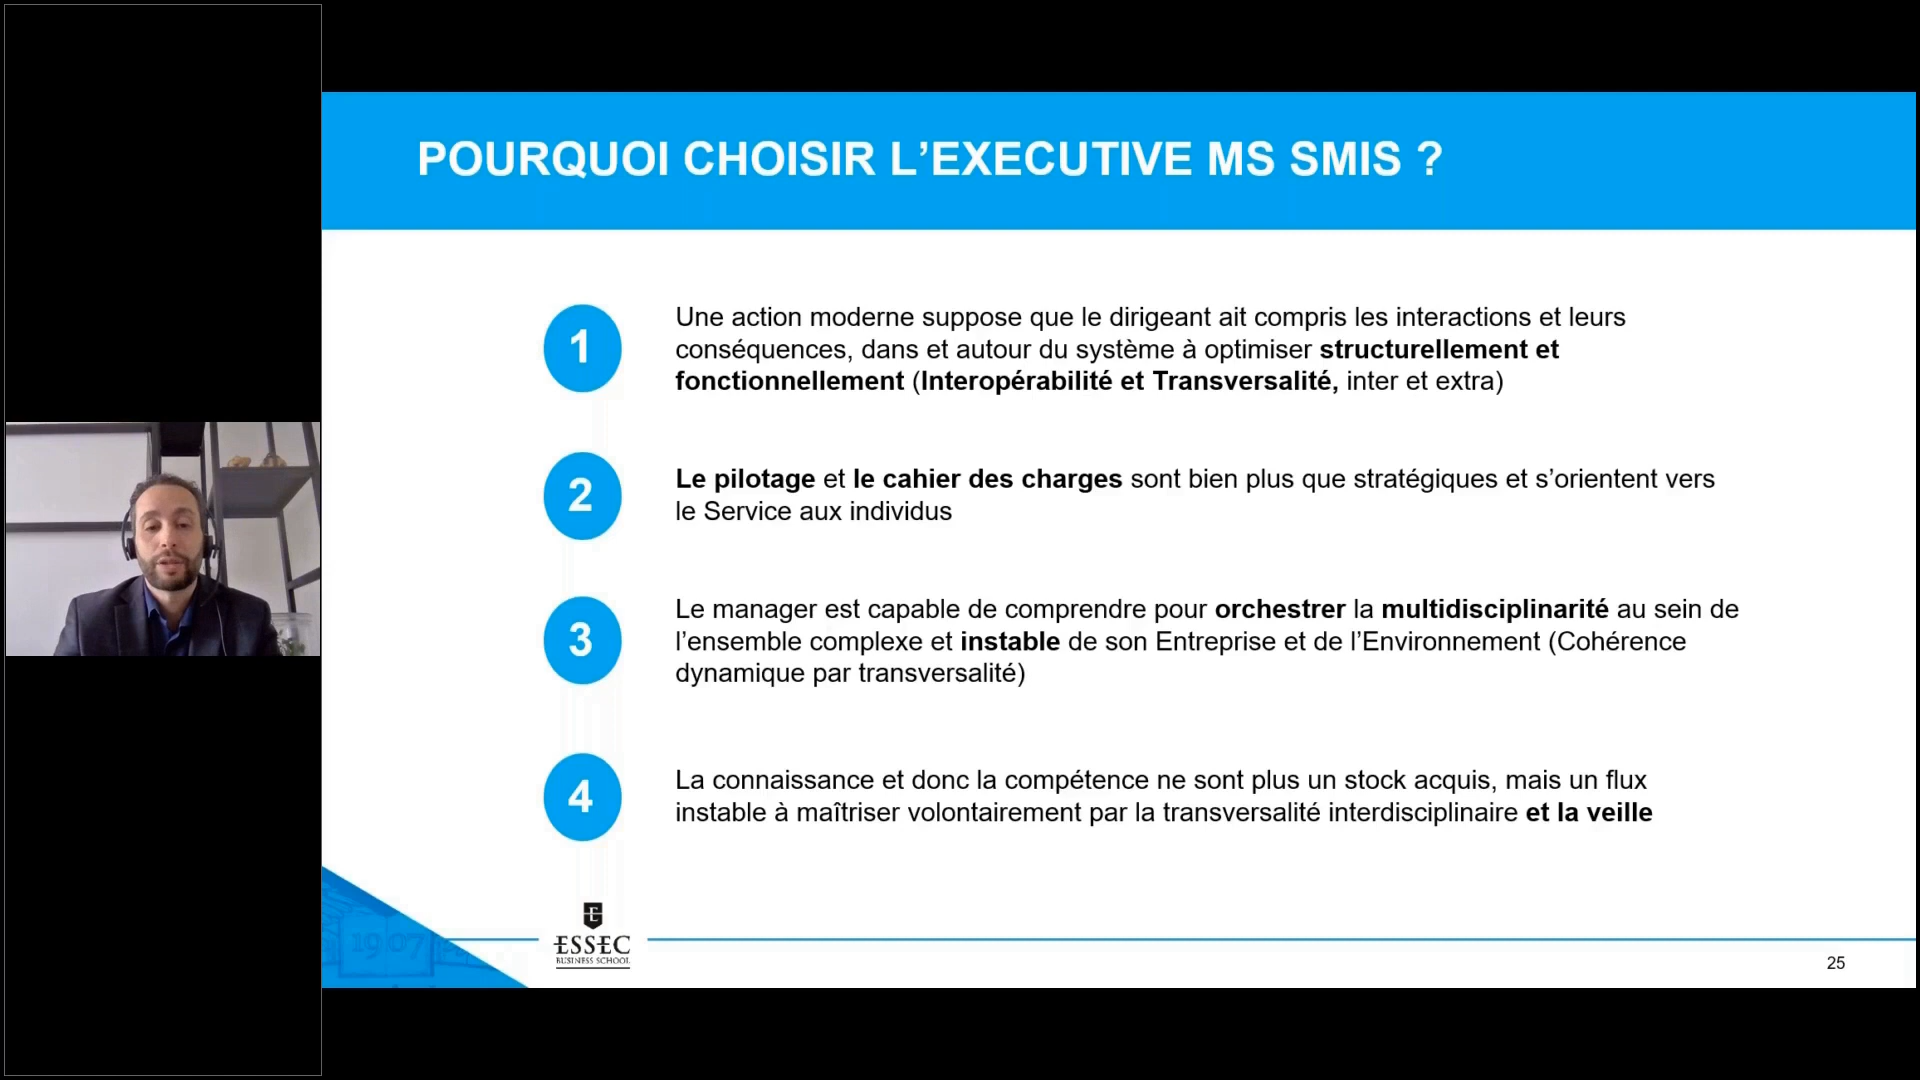 POURQUOI CHOISIR L’EXECUTIVE MS SMIS ?
1
Une action moderne suppose que le dirigeant ait compris les interactions et leurs
conséquences, dans et autour du système à optimiser structurellement et
fonctionnellement (Interopérabilité et Transversalité, inter et extra)
2
Le pilotage et le cahier des charges sont bien plus que stratégiques et s’orientent vers
le Service aux individus
3
Le manager est capable de comprendre pour orchestrer la multidisciplinarité au sein de
l’ensemble complexe et instable de son Entreprise et de l’Environnement (Cohérence
dynamique par transversalité)
4
La connaissance et donc la compétence ne sont plus un stock acquis, mais un flux
instable à maîtriser volontairement par la transversalité interdisciplinaire et la veille
1907
ESSEC
BUSINESS SCHOOL
25